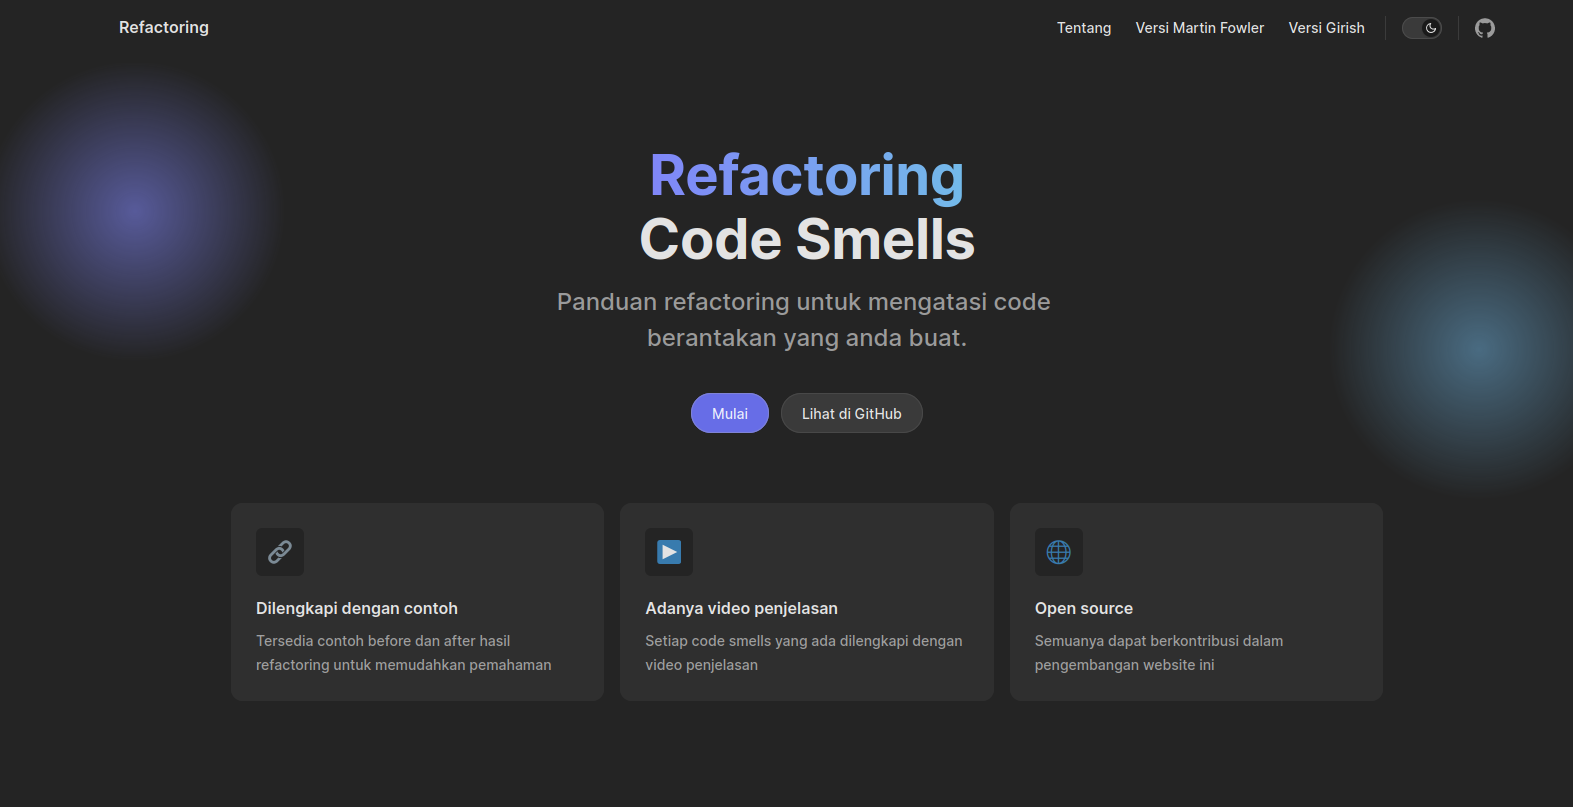 Refactoring
Tentang
Versi Martin Fowler
Versi Girish
Refactoring
Code Smells
Panduan refactoring untuk mengatasi code
berantakan yang anda buat.
Mulai
Lihat di GitHub
Dilengkapi dengan contoh
Tersedia contoh before dan after hasil
refactoring untuk memudahkan pemahaman
Adanya video penjelasan
Setiap code smells yang ada dilengkapi dengan
video penjelasan
Open source
Semuanya dapat berkontribusi dalam
pengembangan website ini